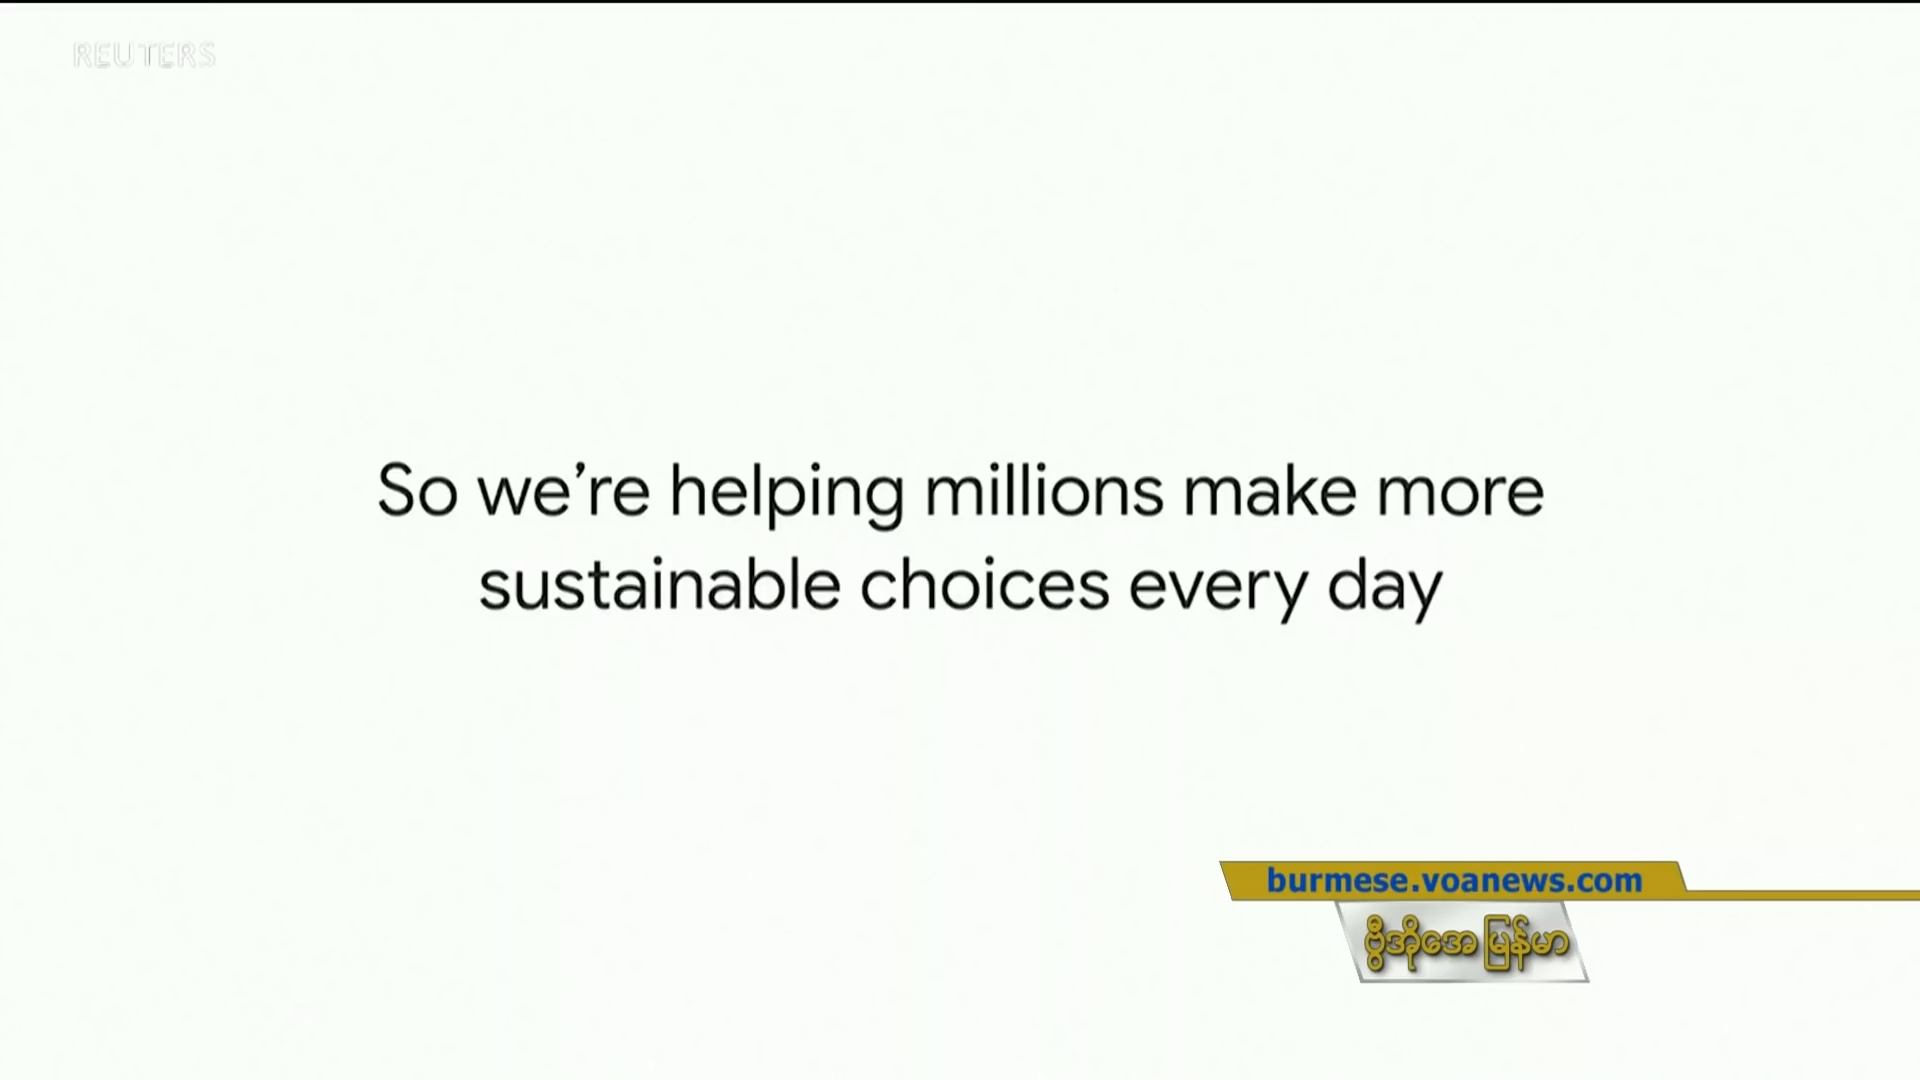 REUTERS
So we're helping millions make more
sustainable choices every day
burmese.voanews.com
ဗွီအိုအေ မြန်မာ